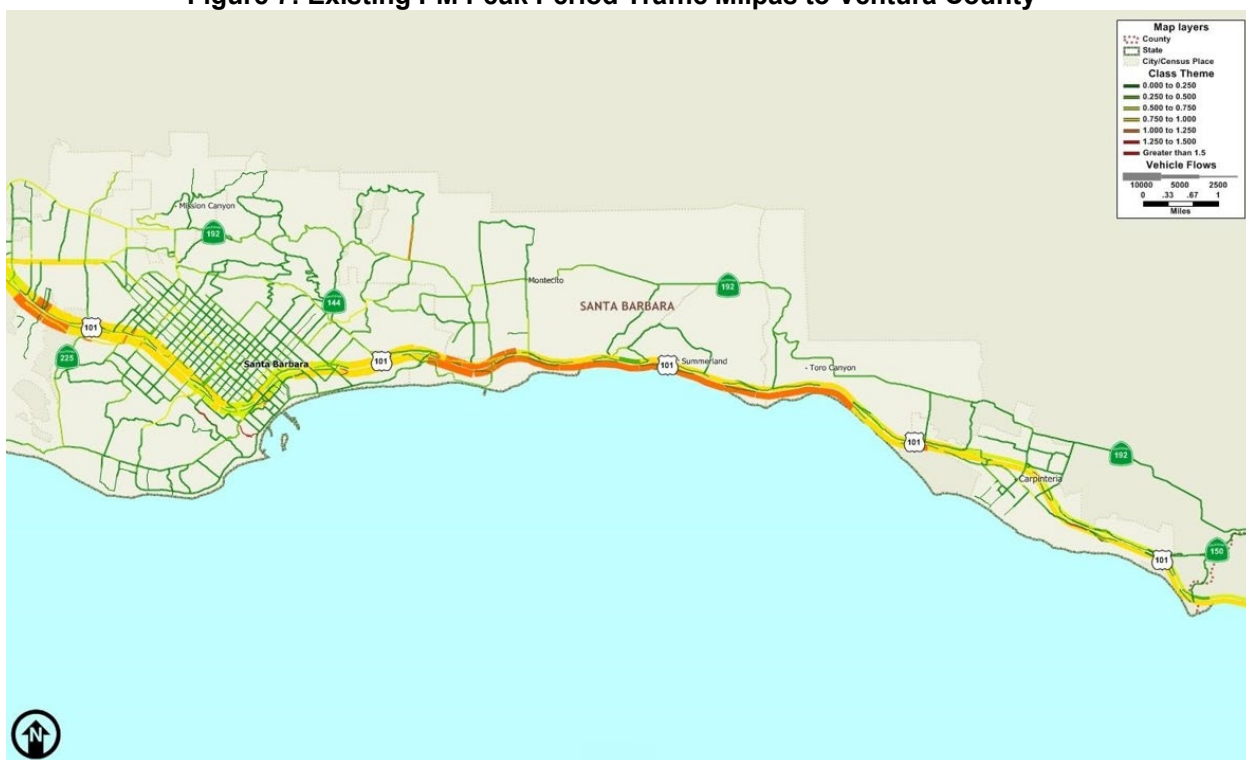 Figure 7: Existing PM Peak Period Traffic Milpas to Ventura County
Map layers
County
State
City/Census Place
Class Theme
0.000 to 0.250
0.250 to 0.500
0.500 to 0.750
0.750 to 1.000
1.000 to 1.250
1.250 to 1.500
Greater than 1.5
Vehicle Flows
10000 5000 2500
0 .33 .67 1
Miles
- Mission Canyon
192
144
Montecito
192
SANTA BARBARA
101
225
Santa Barbara
101
101
Summerland
- Toro Canyon
101
192
Carpinteria
101
150
N